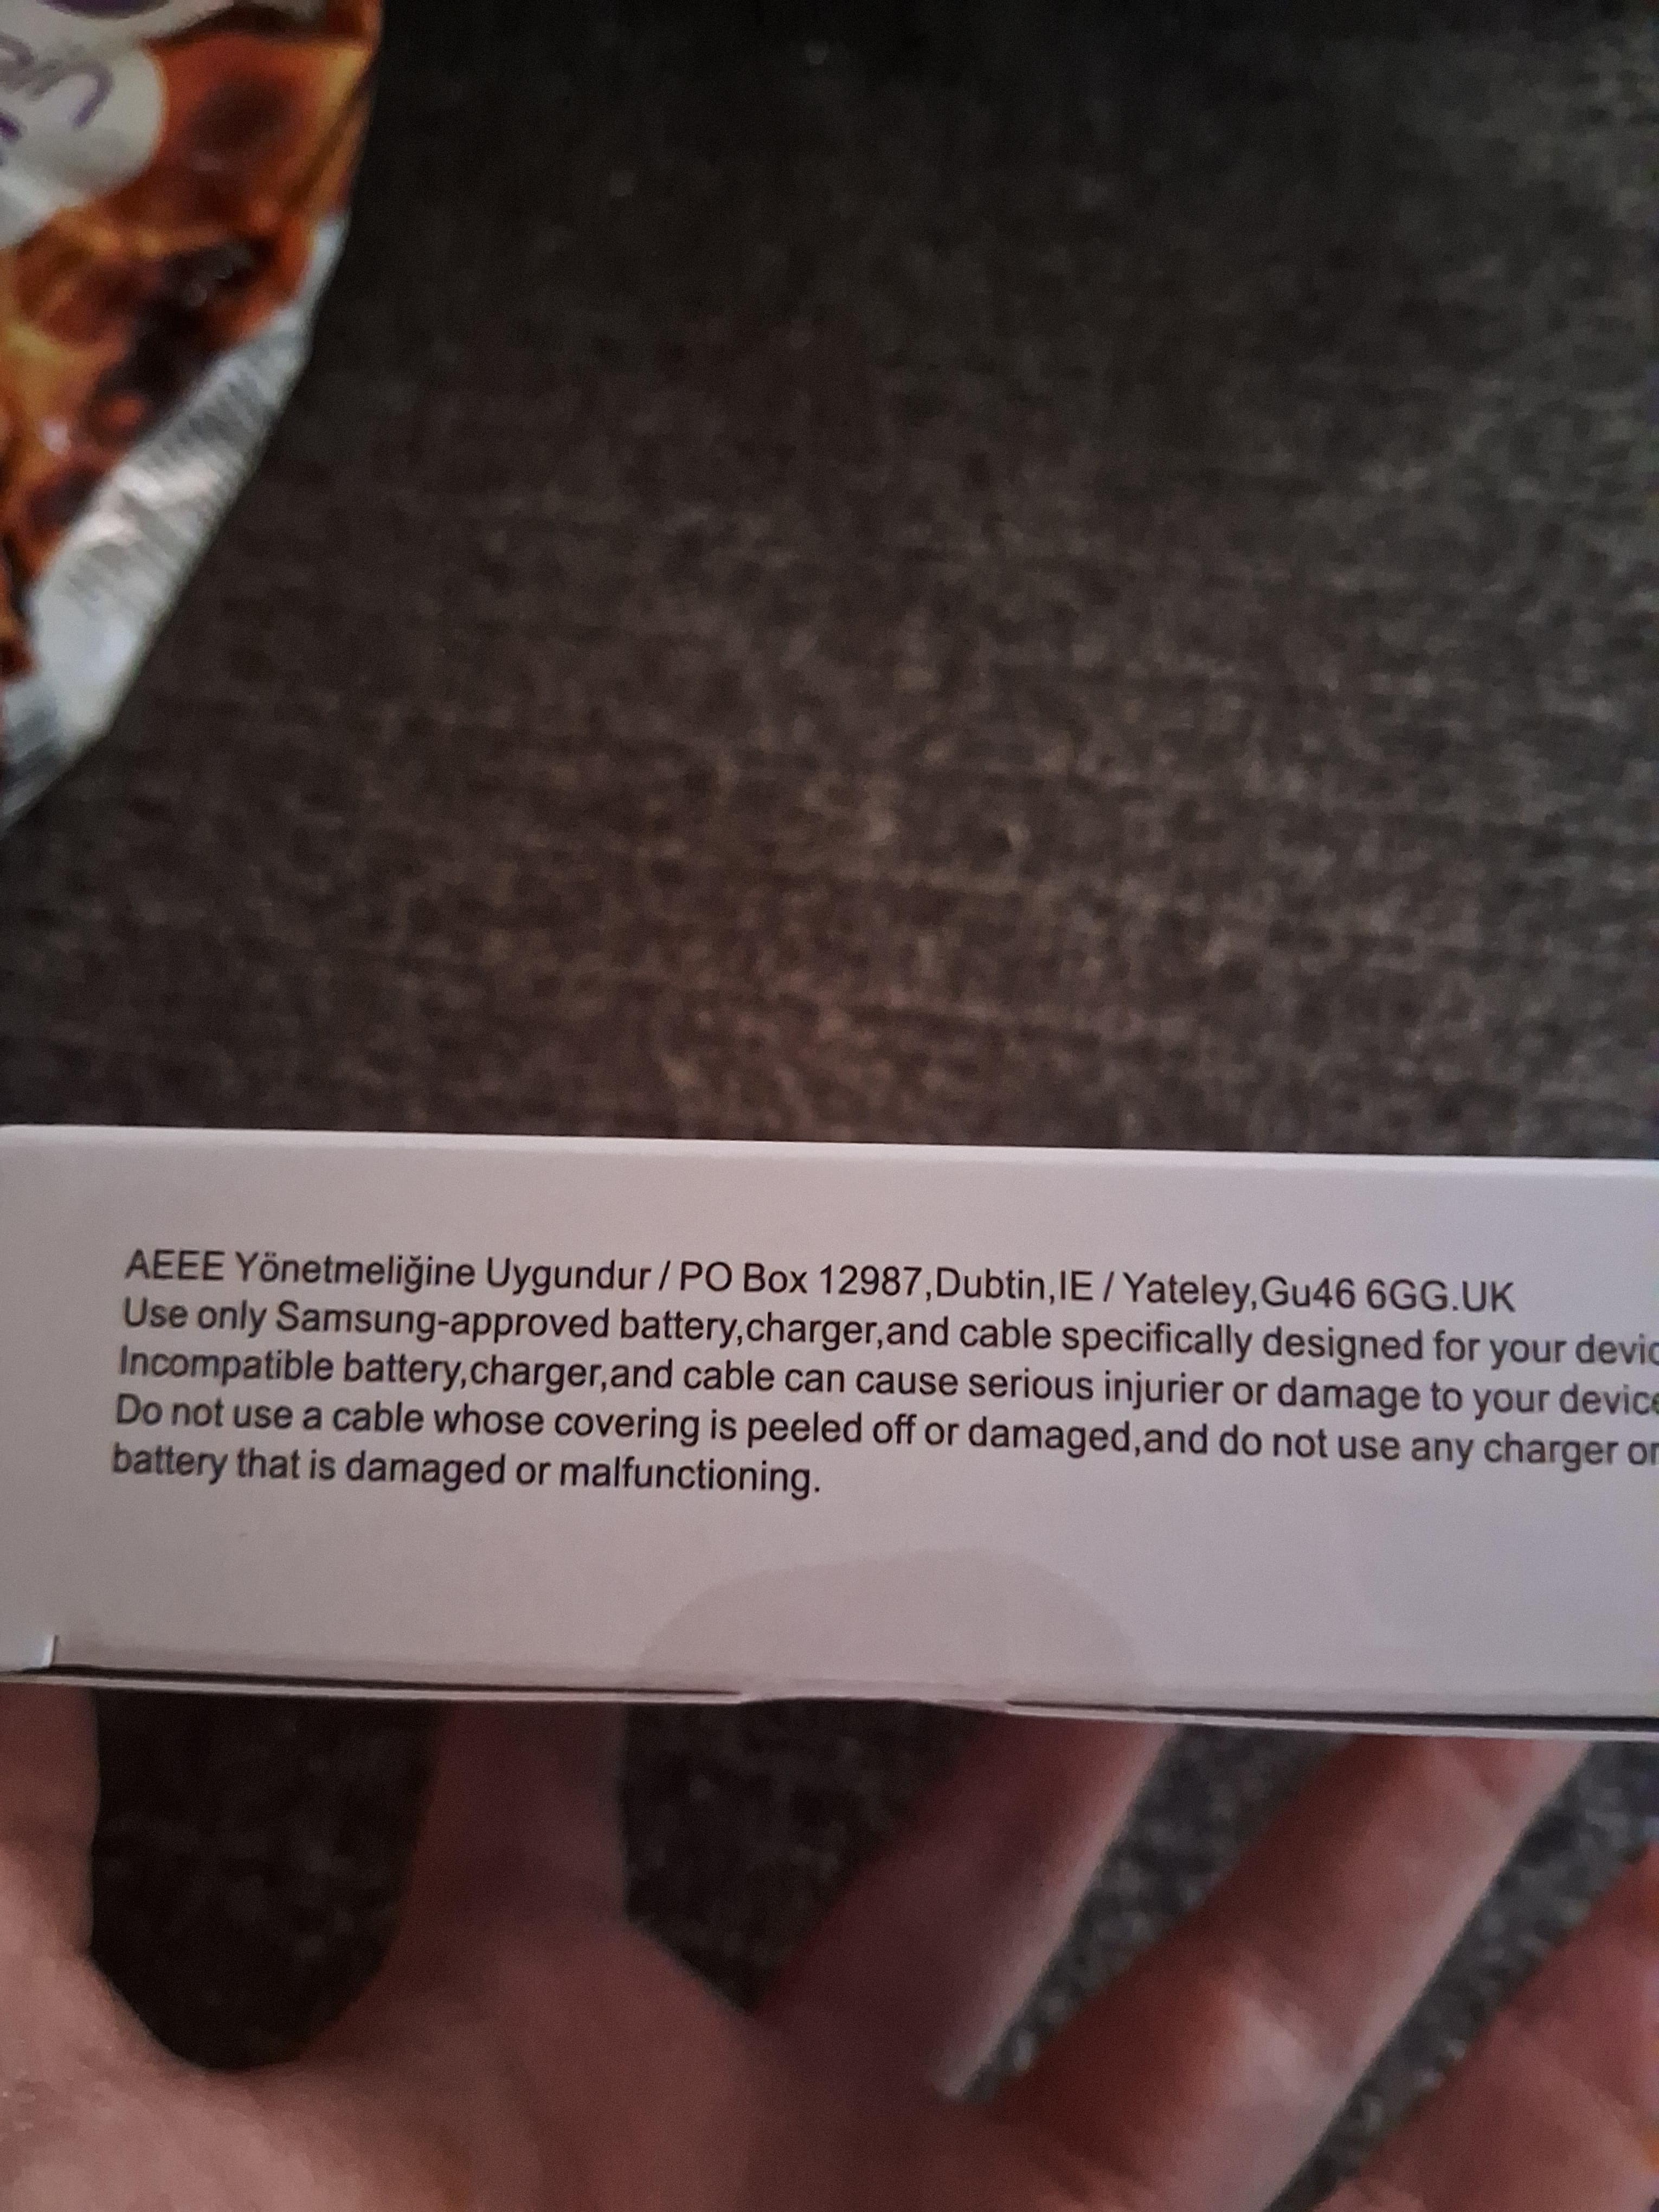 AEEE Yönetmeliğine Uygundur / PO Box 12987,Dubtin,IE / Yateley,Gu46 6GG.UK
Use only Samsung-approved battery,charger,and cable specifically designed for your devic
Incompatible battery,charger,and cable can cause serious injurier or damage to your device
Do not use a cable whose covering is peeled off or damaged,and do not use any charger or
battery that is damaged or malfunctioning.